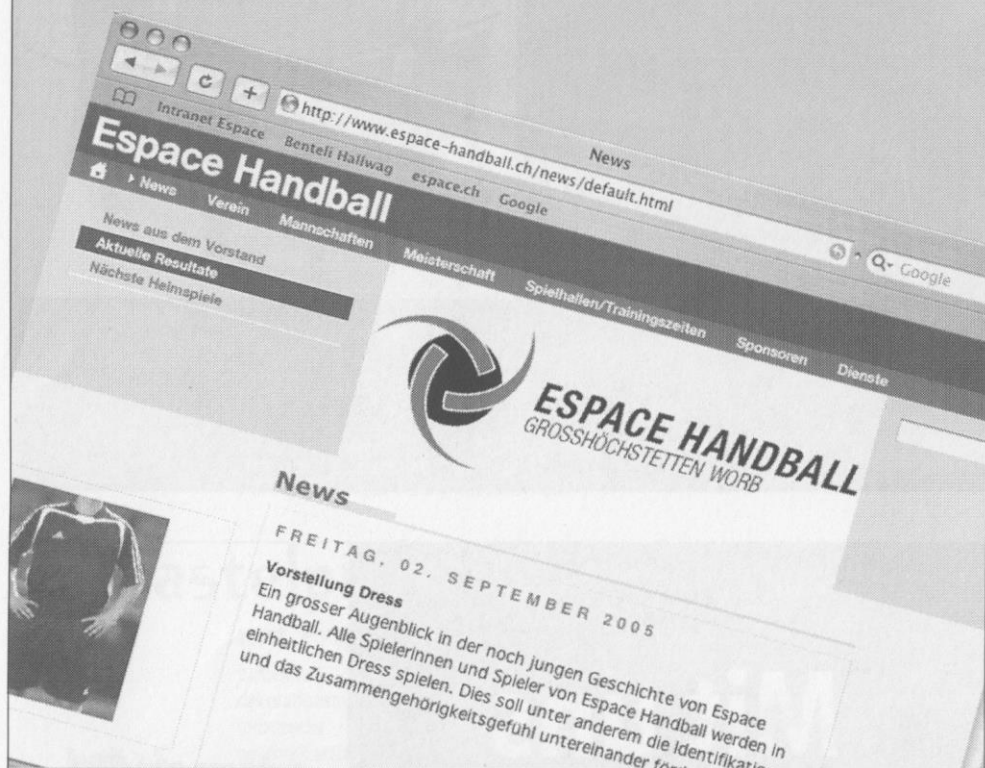 News
http://www.espace-handball.ch/news/default.html
Google
Intranet Espace Benteli Hallwag espace.ch Google
Espace Handball
News Verein Mannschaften Meisterschaft Spielhallen/Trainingszeiten Sponsoren Dienste
News aus dem Vorstand
Aktuelle Resultate
Nächste Heimspiele
ESPACE HANDBALL
GROSSHÖCHSTETTEN WORB
News
FREITAG, 02. SEPTEMBER 2005
Vorstellung Dress
Ein grosser Augenblick in der noch jungen Geschichte von Espace
Handball. Alle Spielerinnen und Spieler von Espace Handball werden in
einheitlichen Dress spielen. Dies soll unter anderem die Identifikatio
und das Zusammengehörigkeitsgefühl untereinander